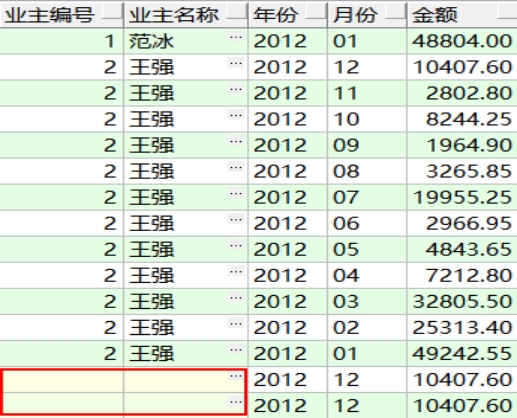 业主编号 业主名称 年份 月份 金额
1 范冰 ... 2012 01 48804.00
2 王强 ... 2012 12 10407.60
2 王强 ... 2012 11 2802.80
2 王强 ... 2012 10 8244.25
2 王强 ... 2012 09 1964.90
2 王强 ... 2012 08 3265.85
2 王强 ... 2012 07 19955.25
2 王强 ... 2012 06 2966.95
2 王强 ... 2012 05 4843.65
2 王强 ... 2012 04 7212.80
2 王强 ... 2012 03 32805.50
2 王强 ... 2012 02 25313.40
2 王强 ... 2012 01 49242.55
... 2012 12 10407.60
... 2012 12 10407.60